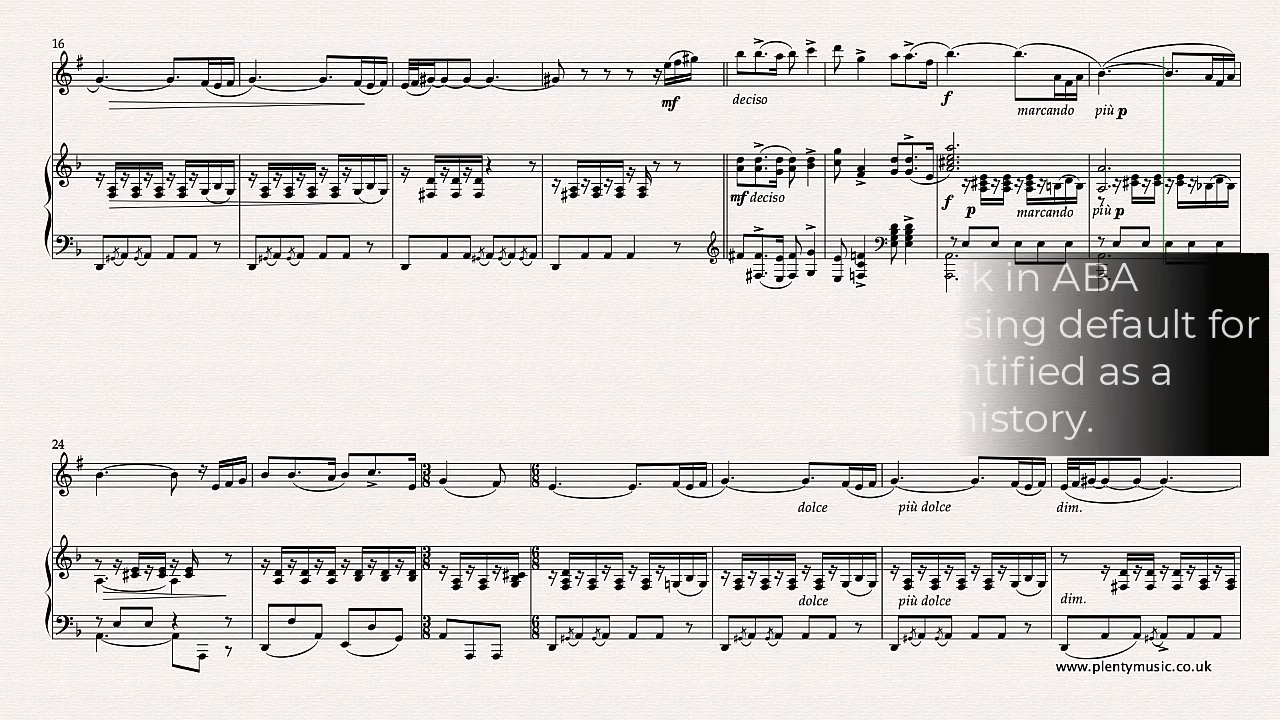 16
mf
deciso
f
marcando
più p
mf deciso
f
p
marcando
più p
k in ABA
sing default for
ntified as a
history.
24
dolce
più dolce
dim.
dolce
più dolce
dim.
www.plentymusic.co.uk